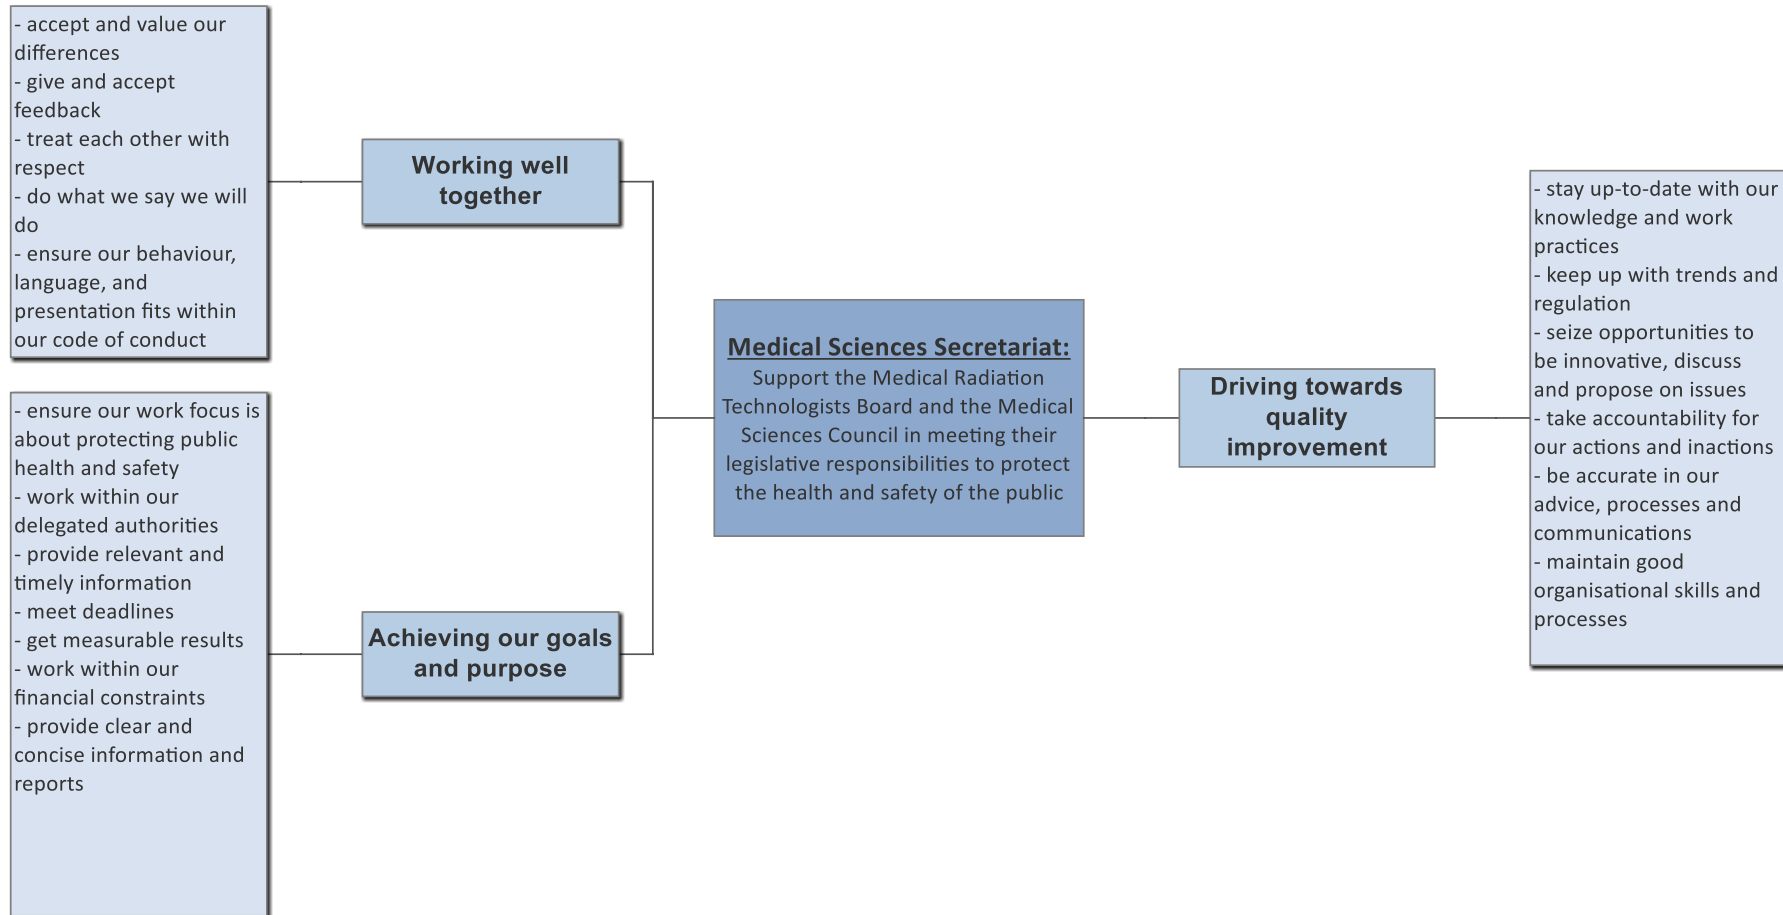 - accept and value our
differences
- give and accept
feedback
- treat each other with
respect
- do what we say we will
do
- ensure our behaviour,
language, and
presentation fits within
our code of conduct
Working well
together
- ensure our work focus is
about protecting public
health and safety
- work within our
delegated authorities
- provide relevant and
timely information
- meet deadlines
- get measurable results
- work within our
financial constraints
- provide clear and
concise information and
reports
Achieving our goals
and purpose
Medical Sciences Secretariat:
Support the Medical Radiation
Technologists Board and the Medical
Sciences Council in meeting their
legislative responsibilities to protect
the health and safety of the public
Driving towards
quality
improvement
- stay up-to-date with our
knowledge and work
practices
- keep up with trends and
regulation
- seize opportunities to
be innovative, discuss
and propose on issues
- take accountability for
our actions and inactions
- be accurate in our
advice, processes and
communications
- maintain good
organisational skills and
processes